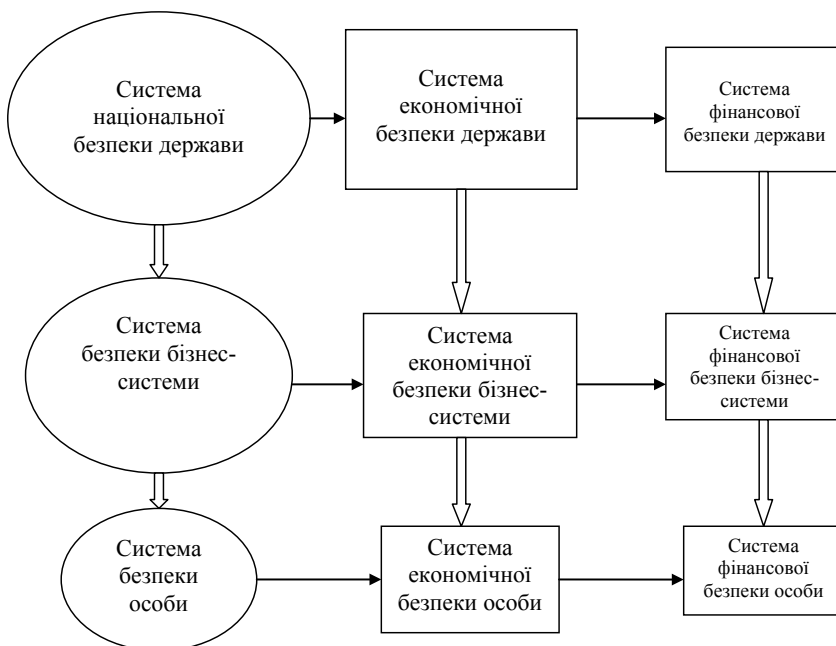 Система
національної
безпеки держави
Система
економічної
безпеки держави
Система
фінансової
безпеки держави
Система
безпеки бізнес-
системи
Система
економічної
безпеки бізнес-
системи
Система
фінансової
безпеки бізнес-
системи
Система
безпеки
особи
Система
економічної
безпеки особи
Система
фінансової
безпеки особи